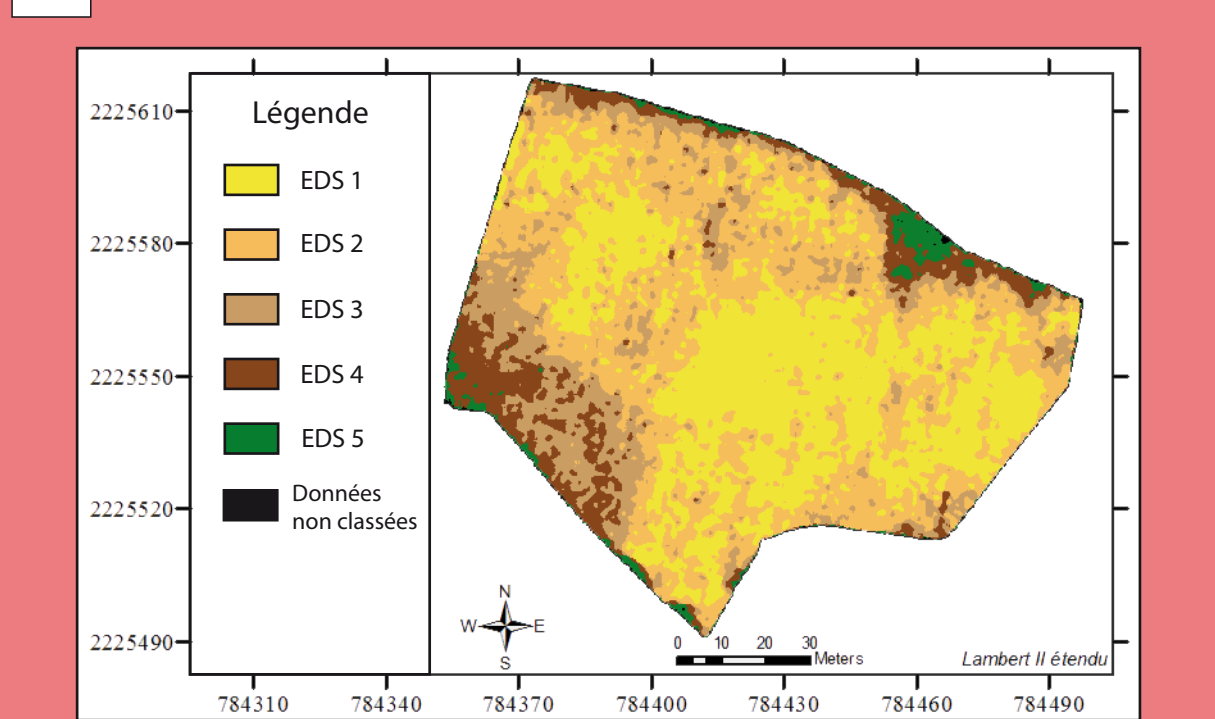 Légende
EDS 1
EDS 2
EDS 3
EDS 4
EDS 5
Données
non classées
2225610
2225580
2225550
2225520
2225490
N
W E
S
0 10 20 30
Meters
Lambert II étendu
784310 784340 784370 784400 784430 784460 784490